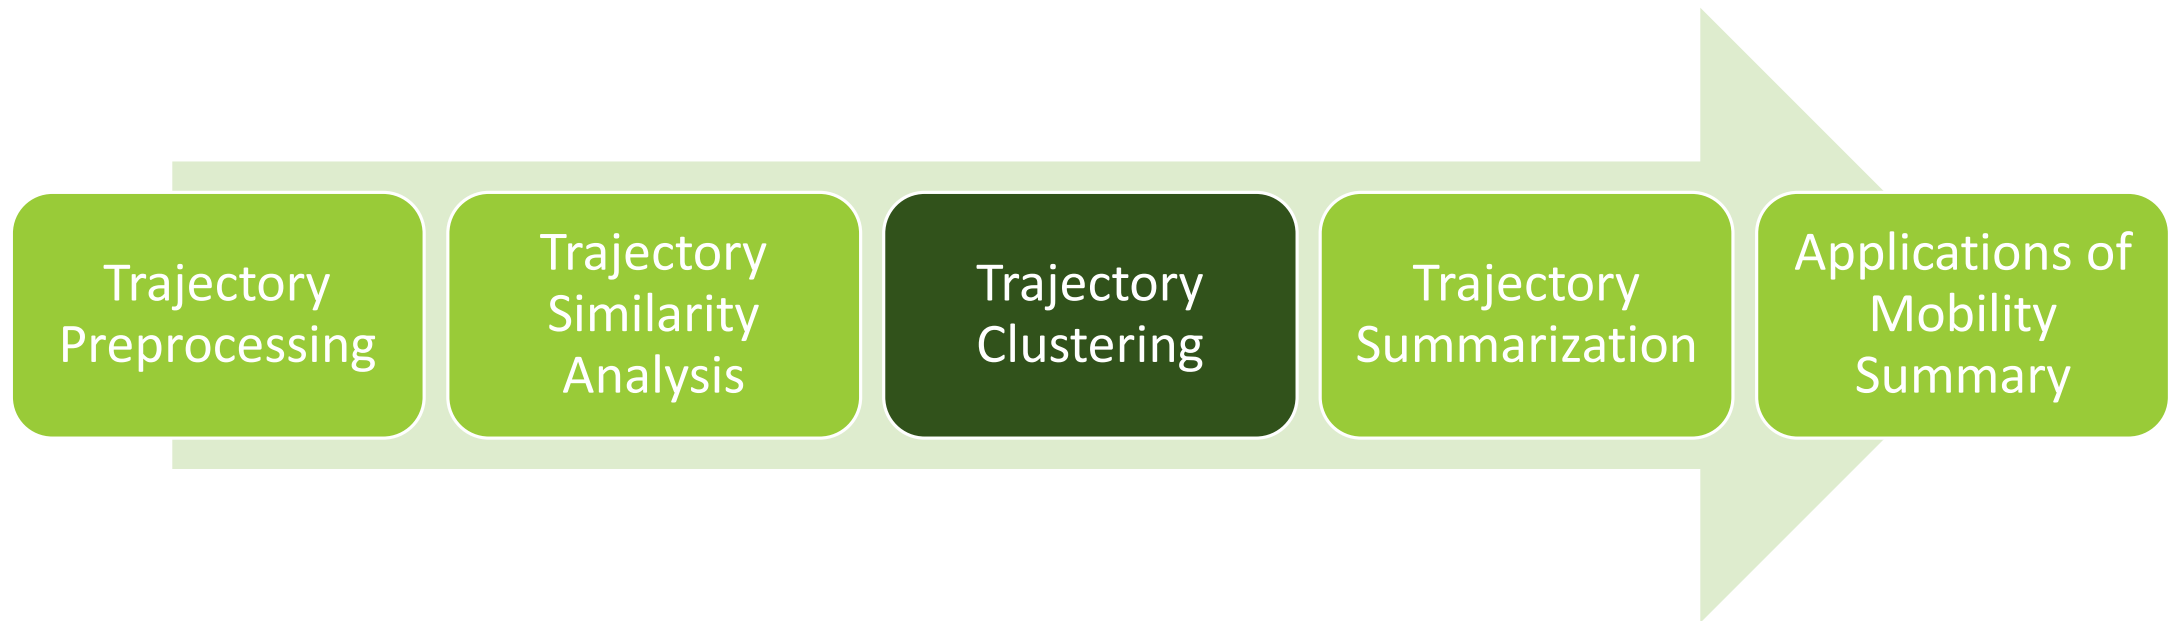 Trajectory
Preprocessing
Trajectory
Similarity
Analysis
Trajectory
Clustering
Trajectory
Summarization
Applications of
Mobility
Summary